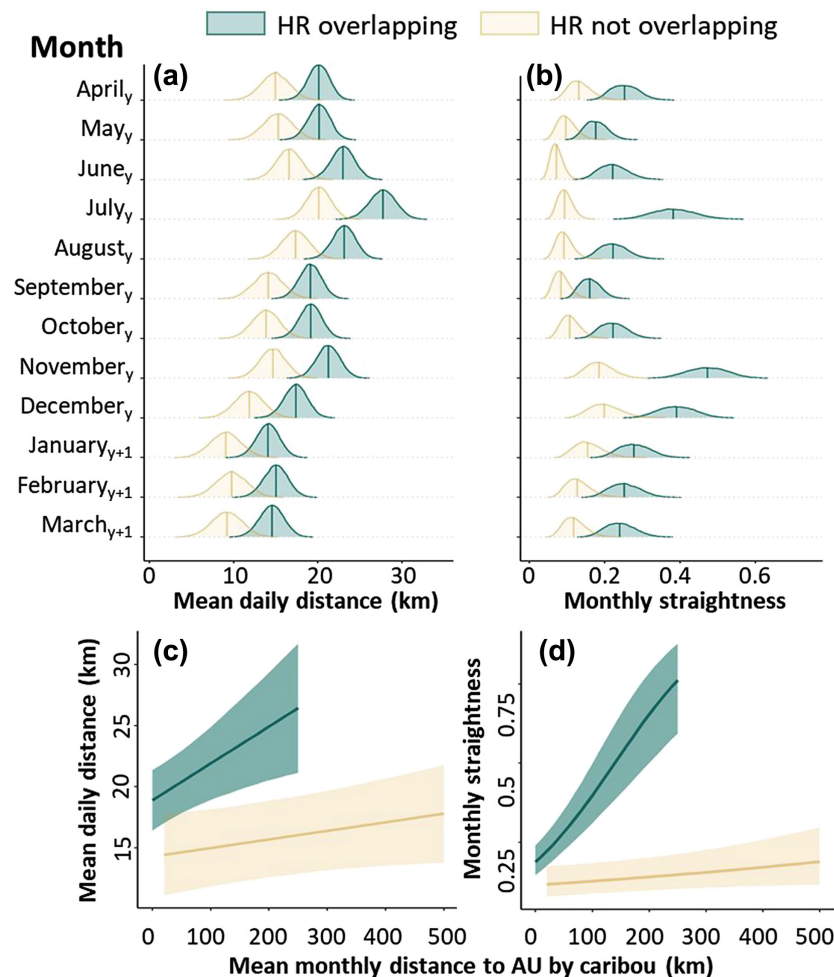 HR overlapping HR not overlapping
Month
(a) (b)
April_y
May_y
June_y
July_y
August_y
September_y
October_y
November_y
December_y
January_y+1
February_y+1
March_y+1
0 10 20 30 0 0.2 0.4 0.6
Mean daily distance (km) Monthly straightness
(c) (d)
Mean daily distance (km)
30
25
20
15
Monthly straightness
0.75
0.5
0.25
0 100 200 300 400 500 0 100 200 300 400 500
Mean monthly distance to AU by caribou (km)